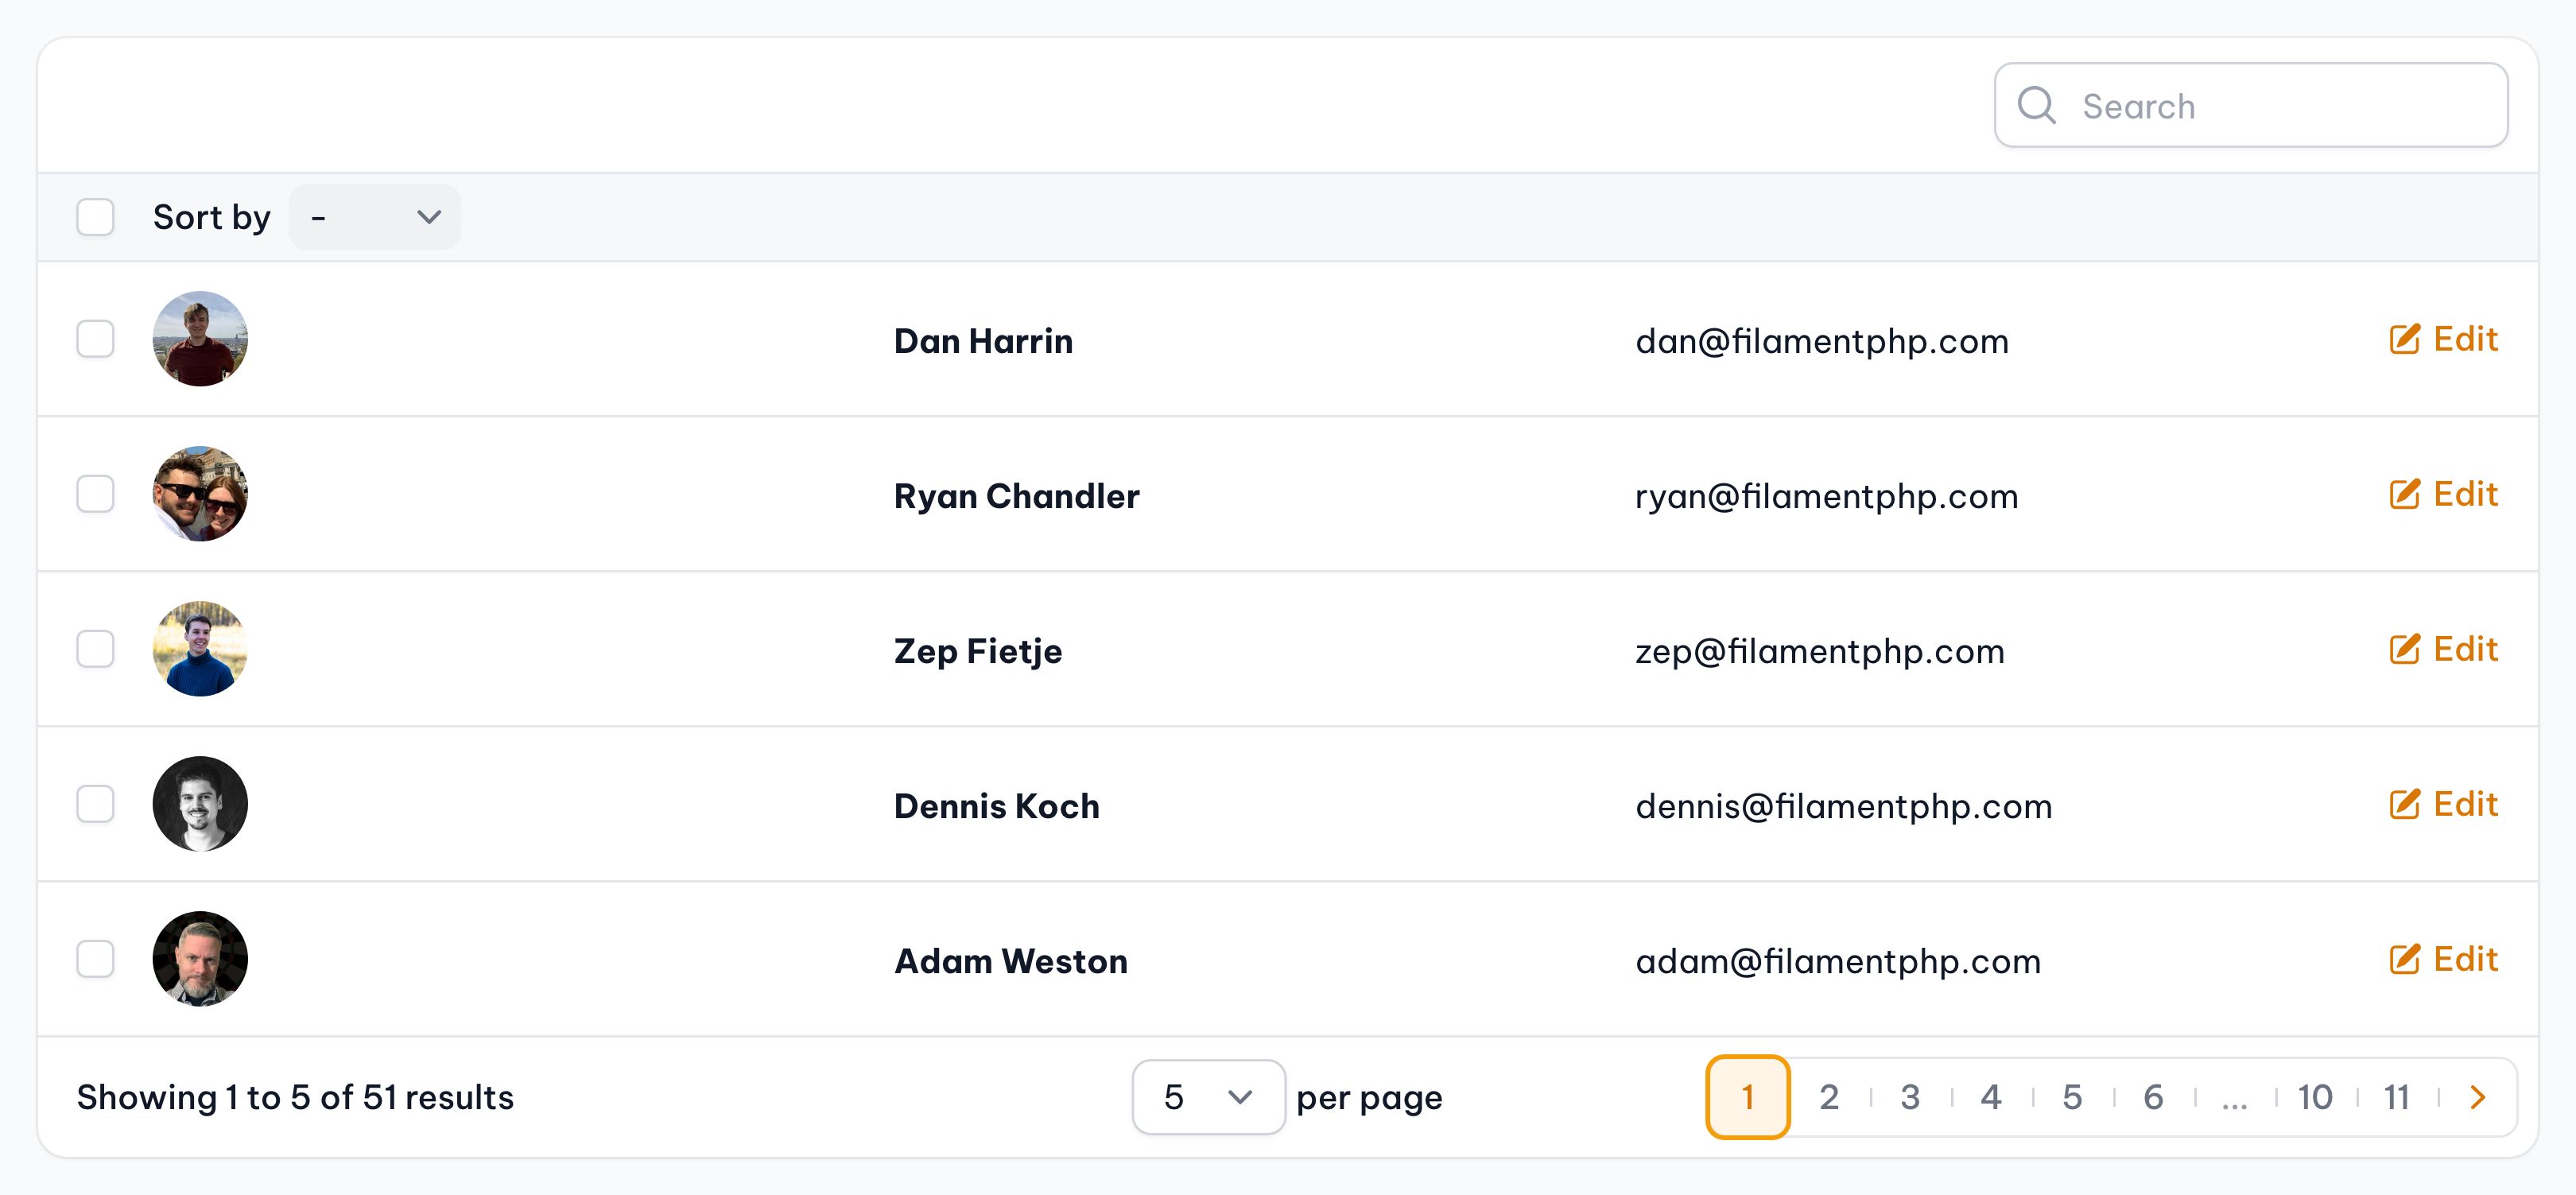 Search
Sort by -
Dan Harrin dan@filamentphp.com Edit
Ryan Chandler ryan@filamentphp.com Edit
Zep Fietje zep@filamentphp.com Edit
Dennis Koch dennis@filamentphp.com Edit
Adam Weston adam@filamentphp.com Edit
Showing 1 to 5 of 51 results 5 per page 1 2 3 4 5 6 ... 10 11